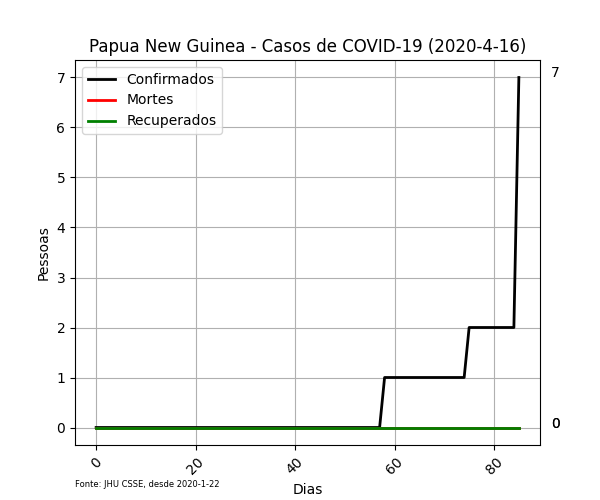 Papua New Guinea - Casos de COVID-19 (2020-4-16)
Confirmados
Mortes
Recuperados
Pessoas
7
6
5
4
3
2
1
0
7
0
0 20 40 60 80
Dias
Fonte: JHU CSSE, desde 2020-1-22